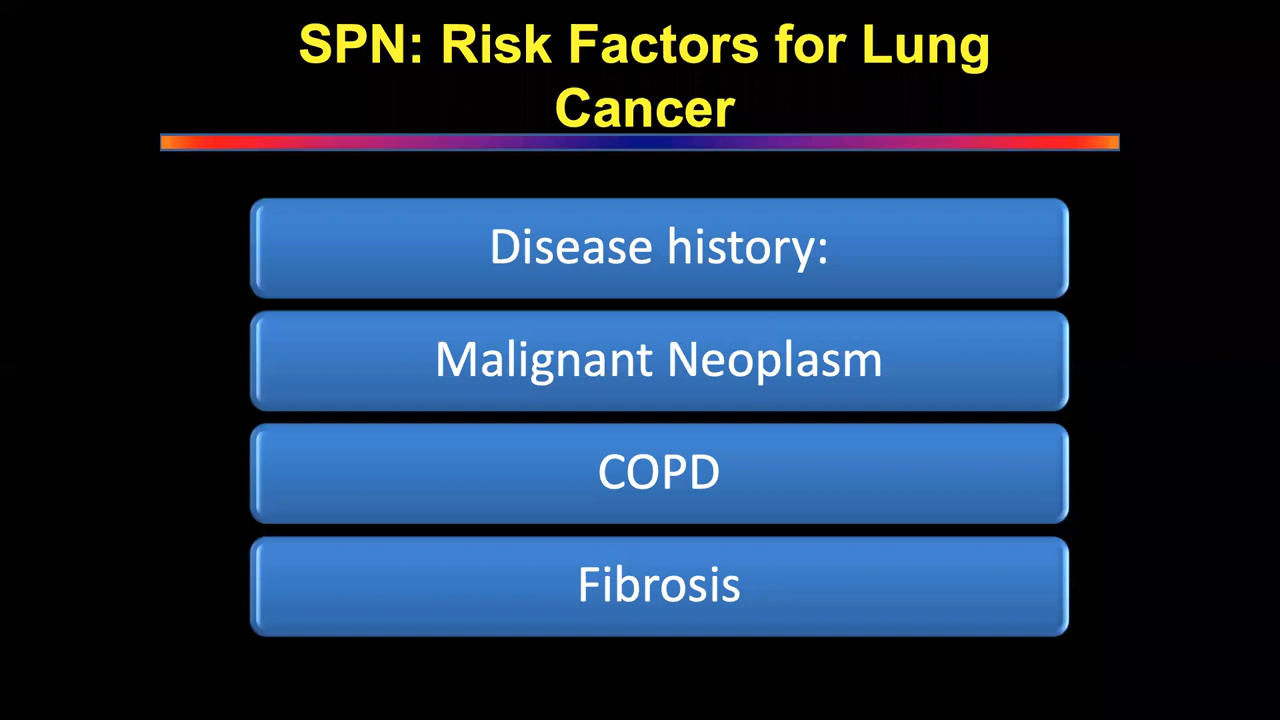 SPN: Risk Factors for Lung
Cancer
Disease history:
Malignant Neoplasm
COPD
Fibrosis